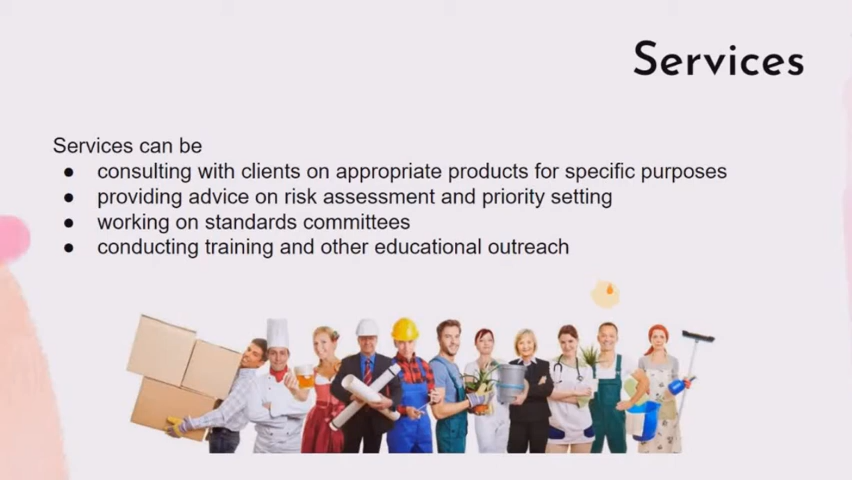 Services
Services can be
● consulting with clients on appropriate products for specific purposes
● providing advice on risk assessment and priority setting
● working on standards committees
● conducting training and other educational outreach